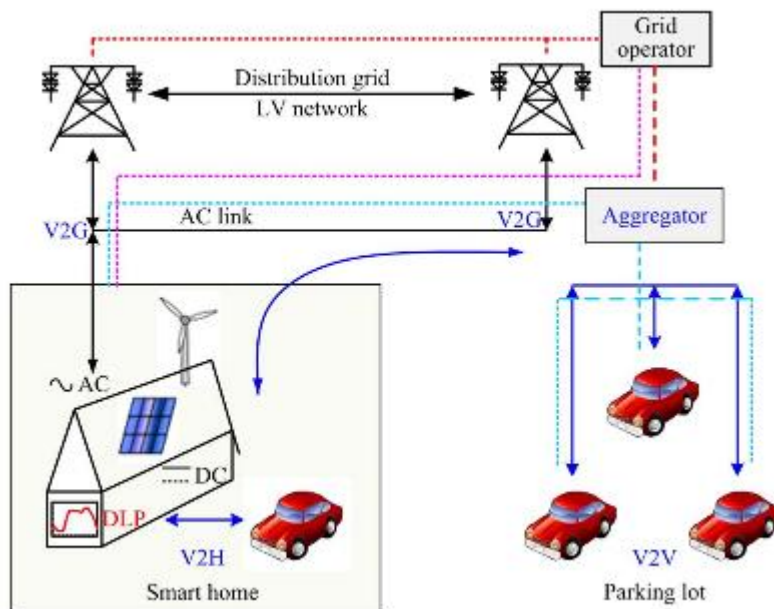 Grid
operator
Distribution grid
LV network
V2G
AC link
V2G
Aggregator
AC
DC
DLP
V2H
V2V
Smart home
Parking lot